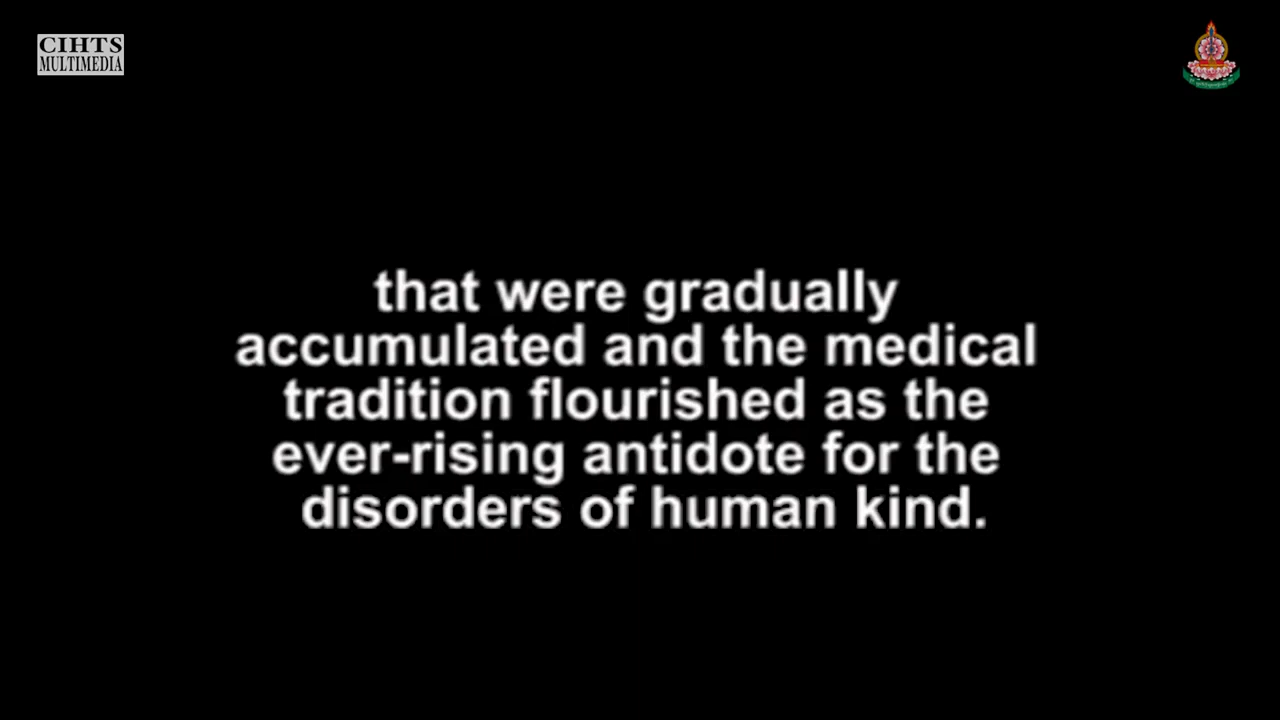 CIHTS
MULTIMEDIA
that were gradually
accumulated and the medical
tradition flourished as the
ever-rising antidote for the
disorders of human kind.